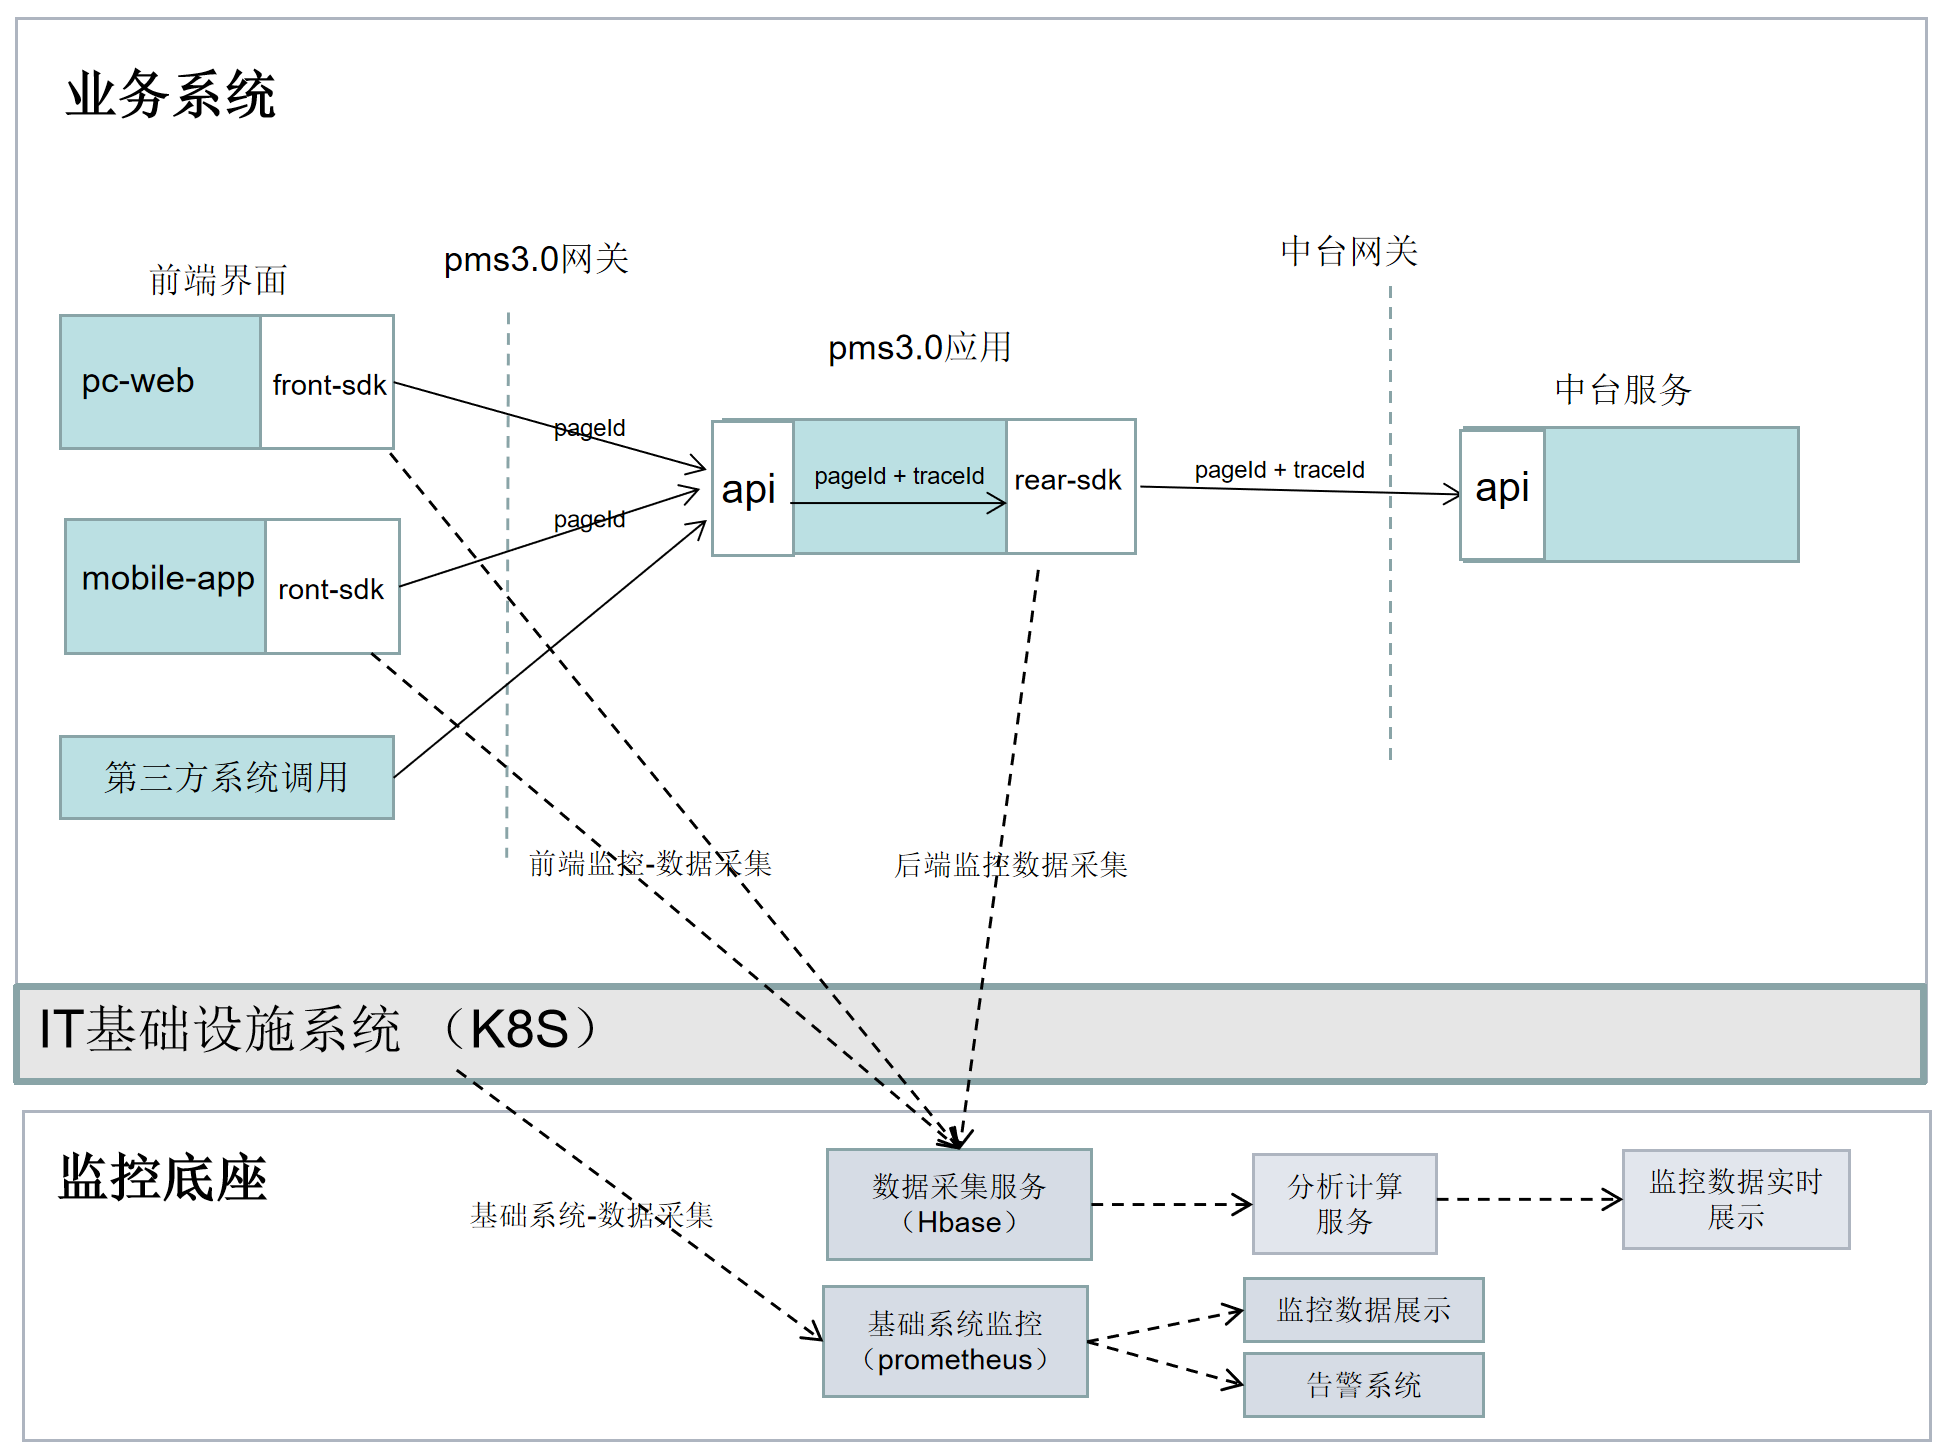 业务系统
前端界面
pms3.0网关
中台网关
pms3.0应用
中台服务
pc-web
front-sdk
pageId
api
pageId + traceId
rear-sdk
pageId + traceId
api
pageId
mobile-app
ront-sdk
第三方系统调用
前端监控-数据采集
后端监控数据采集
IT基础设施系统 （K8S）
监控底座
基础系统-数据采集
数据采集服务
（Hbase）
分析计算
服务
监控数据实时
展示
基础系统监控
（prometheus）
监控数据展示
告警系统